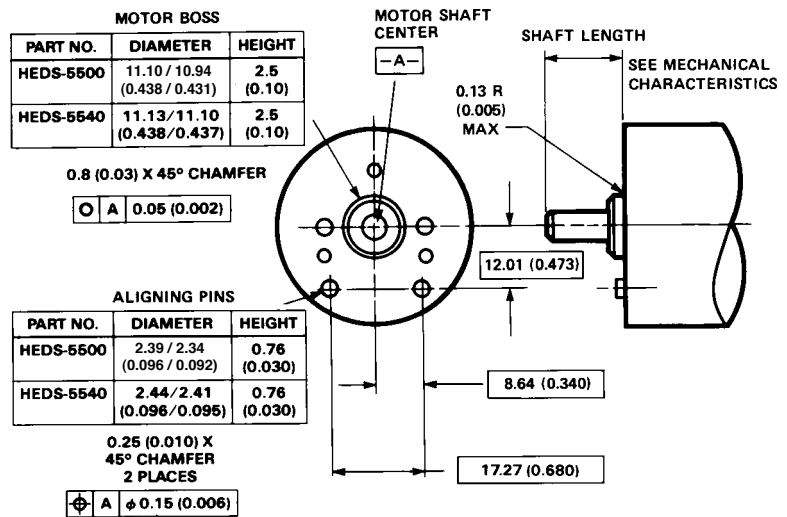 MOTOR BOSS
PART NO. DIAMETER HEIGHT
HEDS-5500 11.10 / 10.94 2.5
(0.438 / 0.431) (0.10)
HEDS-5540 11.13/11.10 2.5
(0.438/0.437) (0.10)
0.8 (0.03) X 45º CHAMFER
O A 0.05 (0.002)
MOTOR SHAFT
CENTER
–A–
SHAFT LENGTH
SEE MECHANICAL
CHARACTERISTICS
0.13 R
(0.005)
MAX
12.01 (0.473)
ALIGNING PINS
PART NO. DIAMETER HEIGHT
HEDS-5500 2.39 / 2.34 0.76
(0.096 / 0.092) (0.030)
HEDS-5540 2.44/2.41 0.76
(0.096/0.095) (0.030)
0.25 (0.010) X
45º CHAMFER
2 PLACES
⌖ A ϕ 0.15 (0.006)
8.64 (0.340)
17.27 (0.680)